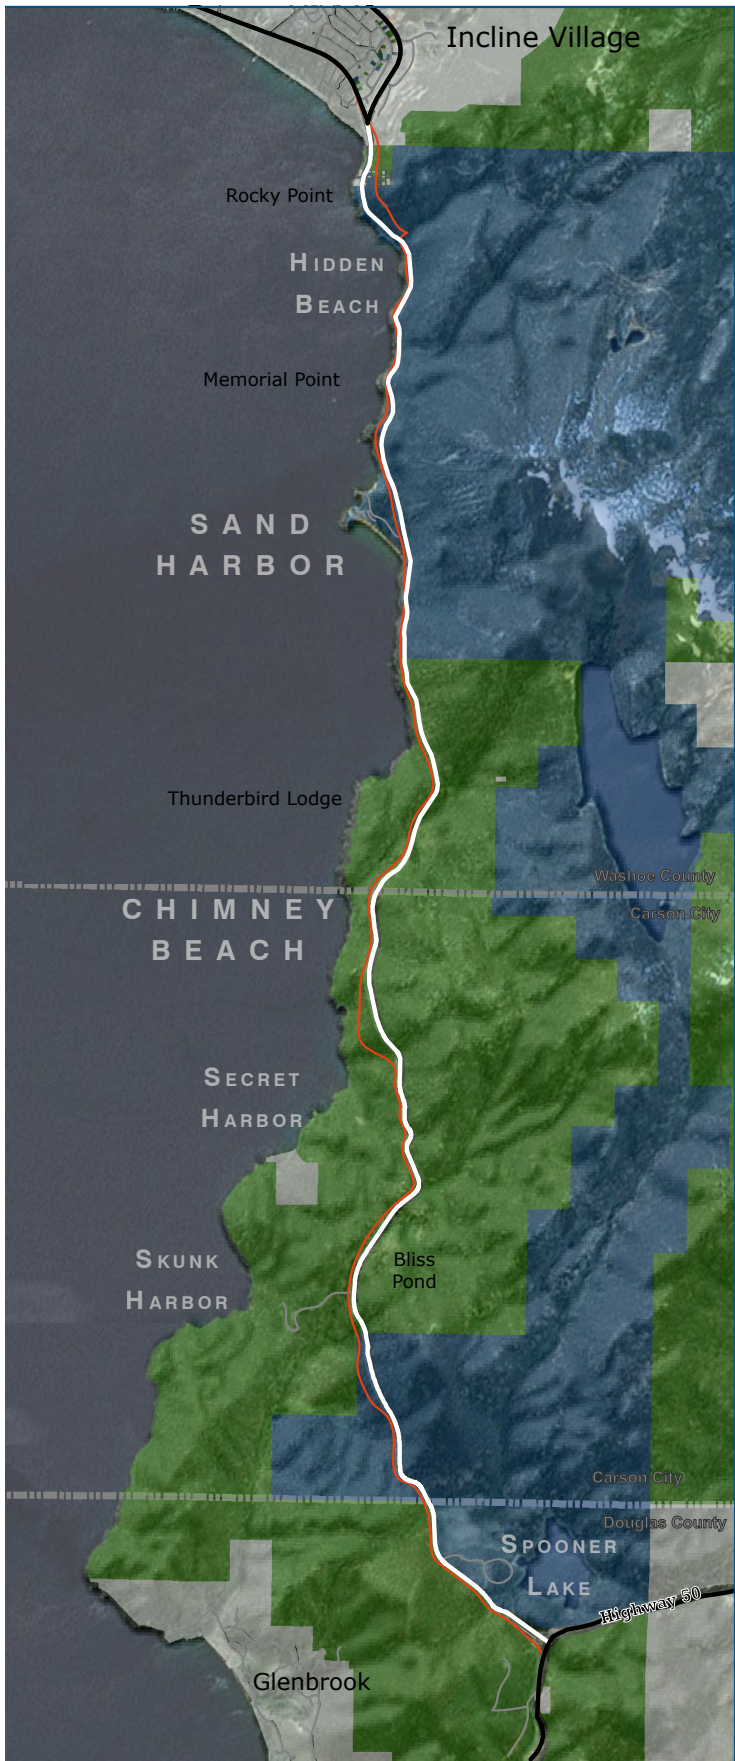 Incline Village
Rocky Point
HIDDEN
BEACH
Memorial Point
SAND
HARBOR
Thunderbird Lodge
Washoe County
CHIMNEY
Carson City
BEACH
SECRET
HARBOR
Bliss
Pond
SKUNK
HARBOR
Carson City
Douglas County
SPOONER
LAKE
Highway 50
Glenbrook